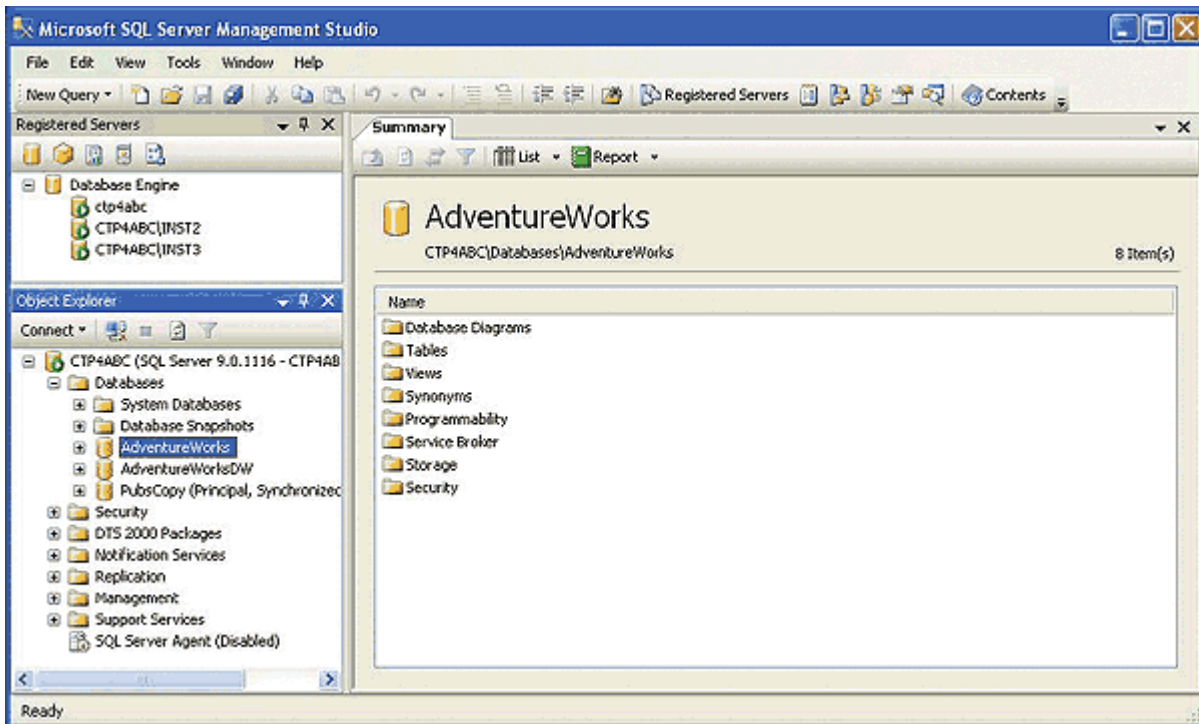 Microsoft SQL Server Management Studio
File Edit View Tools Window Help
New Query Registered Servers Contents
Registered Servers
Database Engine
ctp4abc
CTP4ABC\INST2
CTP4ABC\INST3
Object Explorer
Connect
CTP4ABC (SQL Server 9.0.1116 - CTP4AB
Databases
System Databases
Database Snapshots
AdventureWorks
AdventureWorksDW
PubsCopy (Principal, Synchronized
Security
DTS 2000 Packages
Notification Services
Replication
Management
Support Services
SQL Server Agent (Disabled)
Summary
List Report
AdventureWorks
CTP4ABC\Databases\AdventureWorks 8 Item(s)
Name
Database Diagrams
Tables
Views
Synonyms
Programmability
Service Broker
Storage
Security
Ready